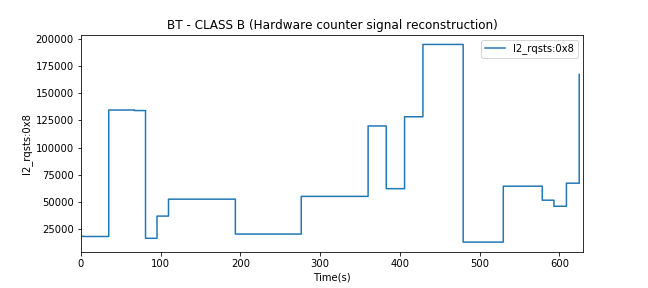 BT - CLASS B (Hardware counter signal reconstruction)
l2_rqsts:0x8
200000
175000
150000
125000
100000
75000
50000
25000
l2_rqsts:0x8
0 100 200 300 400 500 600
Time(s)